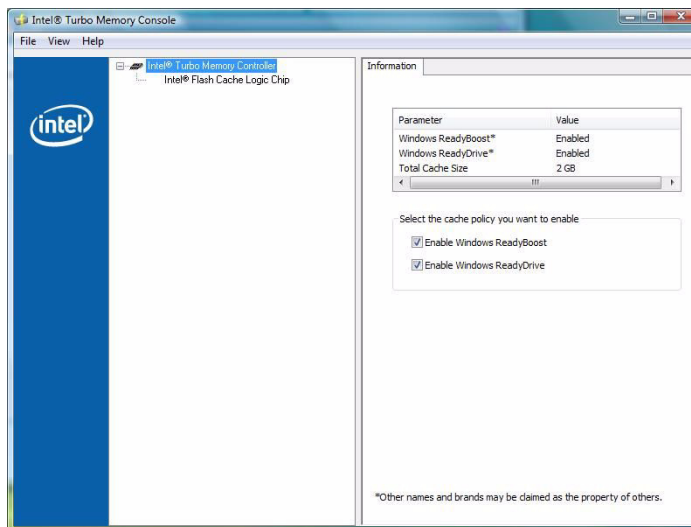 Intel® Turbo Memory Console
File View Help
Intel® Turbo Memory Controller
Intel® Flash Cache Logic Chip
intel
Information
Parameter Value
Windows ReadyBoost* Enabled
Windows ReadyDrive* Enabled
Total Cache Size 2 GB
Select the cache policy you want to enable
Enable Windows ReadyBoost
Enable Windows ReadyDrive
*Other names and brands may be claimed as the property of others.